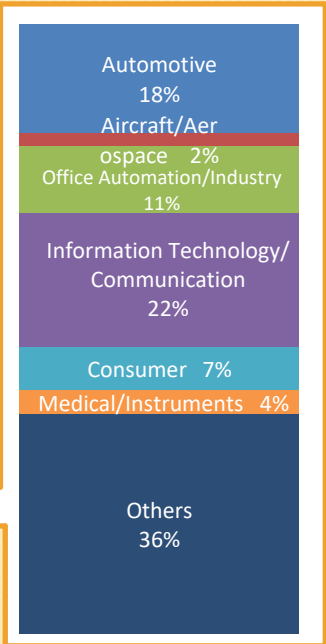 Automotive
18%
Aircraft/Aer
ospace 2%
Office Automation/Industry
11%
Information Technology/
Communication
22%
Consumer 7%
Medical/Instruments 4%
Others
36%